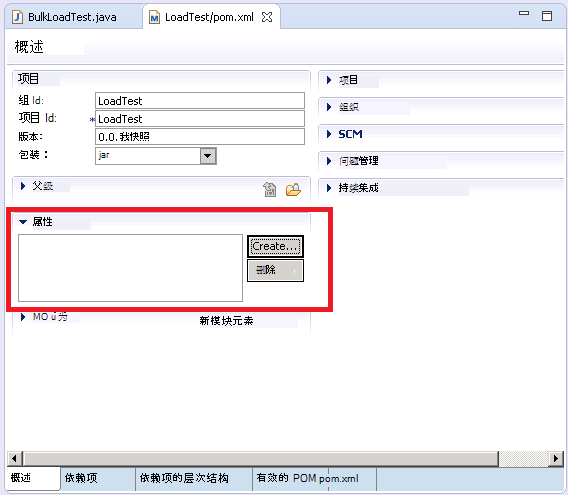 BulkLoadTest.java
LoadTest/pom.xml
概述
项目
组 Id:
LoadTest
项目 Id:
*LoadTest
版本:
0.0.我快照
包装：
jar
父级
属性
Create...
删除
新模块元素
项目
组织
SCM
问题管理
持续集成
概述
依赖项
依赖项的层次结构
有效的 POM
pom.xml